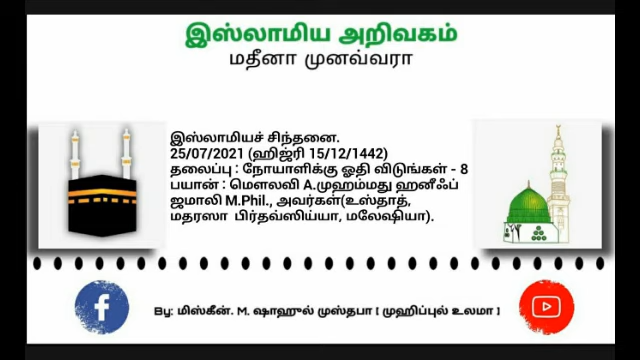 இஸ்லாமிய அறிவகம்
மதீனா முனவ்வரா
இஸ்லாமியச் சிந்தனை.
25/07/2021 (ஹிஜ்ரி 15/12/1442)
தலைப்பு : நோயாளிக்கு ஓதி விடுங்கள் - 8
பயான் : மௌலவி A.முஹம்மது ஹனீஃப்
ஜமாலி M.Phil., அவர்கள்(உஸ்தாத்,
மதரஸா பிர்தவ்ஸிய்யா, மலேஷியா).
By: மிஸ்கீன். M. ஷாஹுல் முஸ்தபா [ முஹிப்புல் உலமா ]